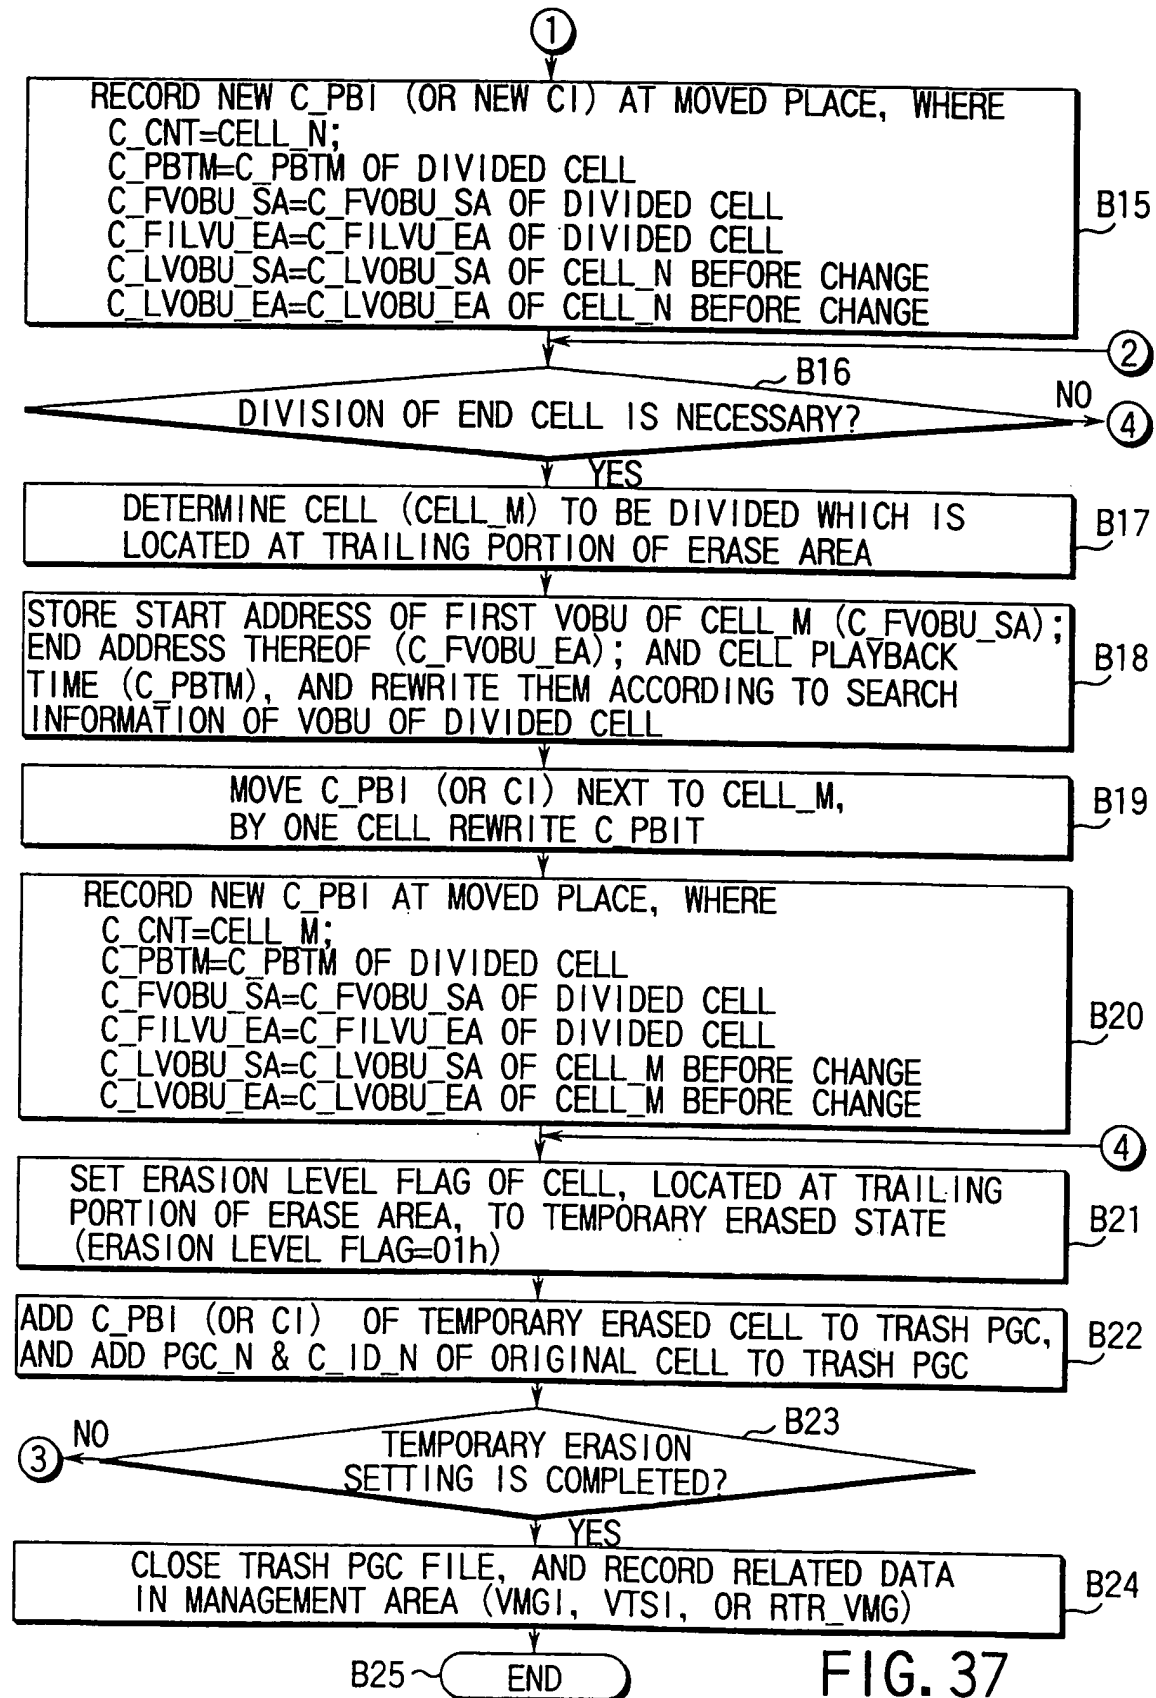 1
RECORD NEW C_PBI (OR NEW CI) AT MOVED PLACE, WHERE
C_CNT=CELL_N;
C_PBTM=C_PBTM OF DIVIDED CELL
C_FVOBU_SA=C_FVOBU_SA OF DIVIDED CELL
C_FILVU_EA=C_FILVU_EA OF DIVIDED CELL
C_LVOBU_SA=C_LVOBU_SA OF CELL_N BEFORE CHANGE
C_LVOBU_EA=C_LVOBU_EA OF CELL_N BEFORE CHANGE
B15
2
B16
DIVISION OF END CELL IS NECESSARY?
NO
4
YES
DETERMINE CELL (CELL_M) TO BE DIVIDED WHICH IS
LOCATED AT TRAILING PORTION OF ERASE AREA
B17
STORE START ADDRESS OF FIRST VOBU OF CELL_M (C_FVOBU_SA);
END ADDRESS THEREOF (C_FVOBU_EA); AND CELL PLAYBACK
TIME (C_PBTM), AND REWRITE THEM ACCORDING TO SEARCH
INFORMATION OF VOBU OF DIVIDED CELL
B18
MOVE C_PBI (OR CI) NEXT TO CELL_M,
BY ONE CELL REWRITE C_PBIT
B19
RECORD NEW C_PBI AT MOVED PLACE, WHERE
C_CNT=CELL_M;
C_PBTM=C_PBTM OF DIVIDED CELL
C_FVOBU_SA=C_FVOBU_SA OF DIVIDED CELL
C_FILVU_EA=C_FILVU_EA OF DIVIDED CELL
C_LVOBU_SA=C_LVOBU_SA OF CELL_M BEFORE CHANGE
C_LVOBU_EA=C_LVOBU_EA OF CELL_M BEFORE CHANGE
B20
4
SET ERASION LEVEL FLAG OF CELL, LOCATED AT TRAILING
PORTION OF ERASE AREA, TO TEMPORARY ERASED STATE
(ERASION LEVEL FLAG=01h)
B21
ADD C_PBI (OR CI) OF TEMPORARY ERASED CELL TO TRASH PGC,
AND ADD PGC_N & C_ID_N OF ORIGINAL CELL TO TRASH PGC
B22
B23
NO
3
TEMPORARY ERASION
SETTING IS COMPLETED?
YES
CLOSE TRASH PGC FILE, AND RECORD RELATED DATA
IN MANAGEMENT AREA (VMGI, VTSI, OR RTR_VMG)
B24
B25
END
FIG. 37